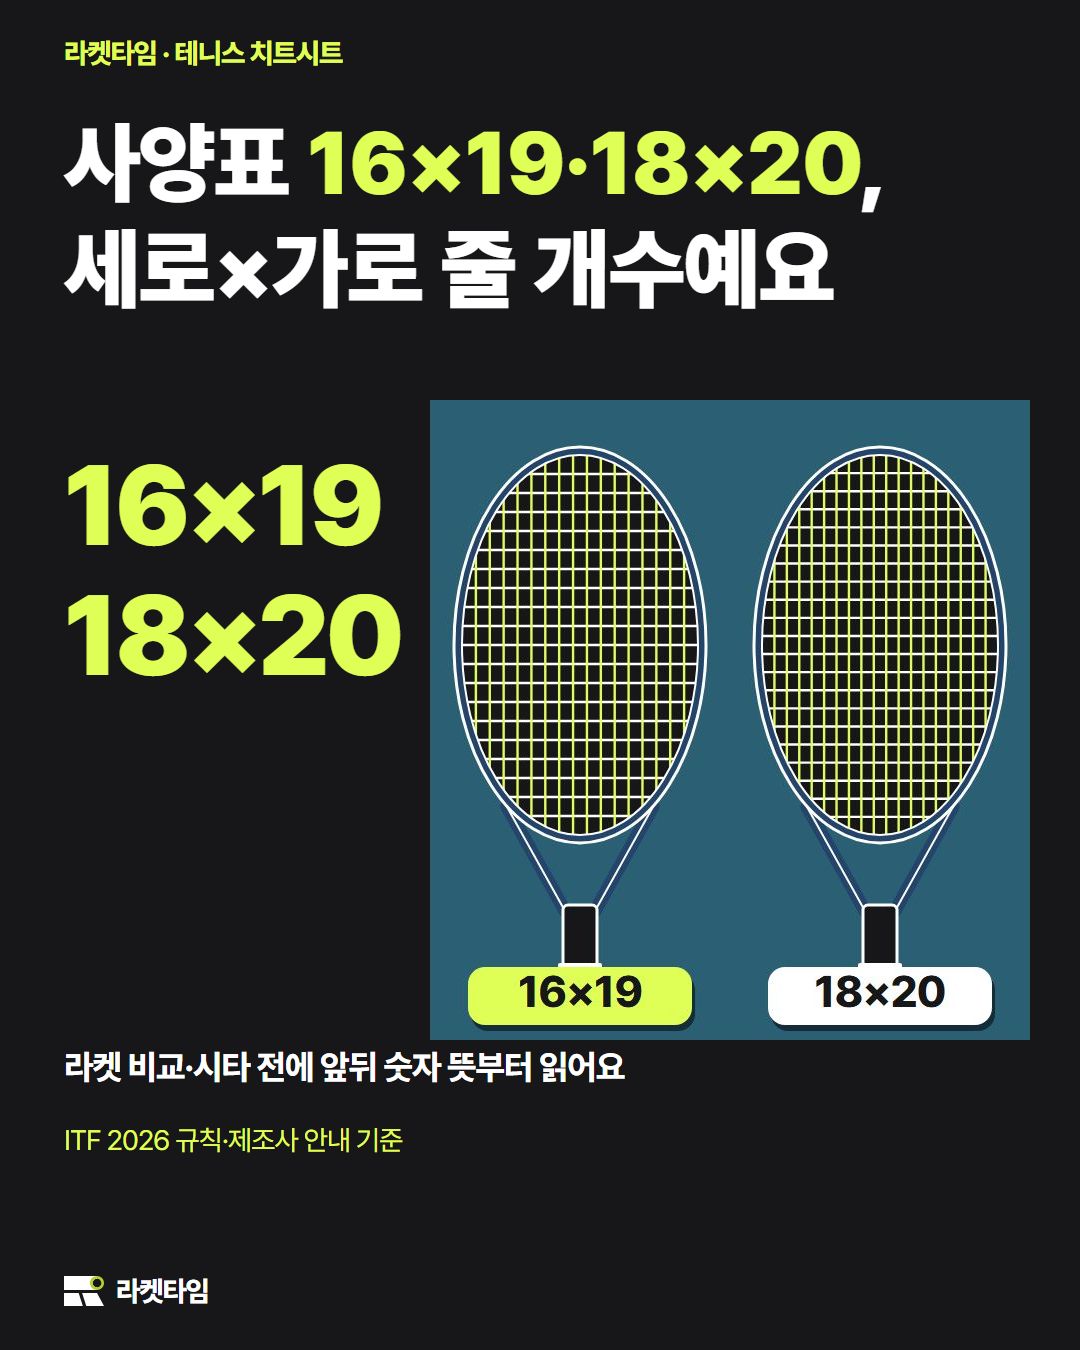 라켓타임 · 테니스 치트시트
사양표 16×19·18×20,
세로×가로 줄 개수예요
16×19
18×20
16×19
18×20
라켓 비교·시타 전에 앞뒤 숫자 뜻부터 읽어요
ITF 2026 규칙·제조사 안내 기준
라켓타임